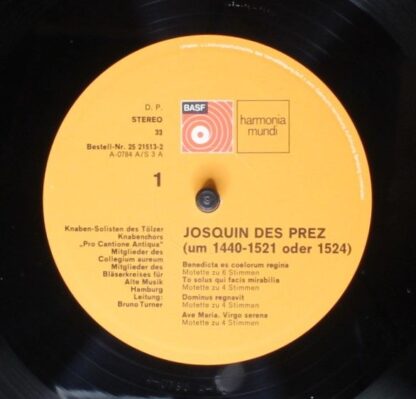 D. P.
STEREO
33
Bestell-Nr. 25 21513-2
A-0784 A/S 3 A
BASF
harmonia
mundi
1
Knaben-Solisten des Tölzer
Knabenchors
„Pro Cantione Antiqua"
Mitglieder des
Collegium aureum
Mitglieder des
Bläserkreises für
Alte Musik
Hamburg
Leitung:
Bruno Turner
JOSQUIN DES PREZ
(um 1440-1521 oder 1524)
Benedicta es coelorum regina
Motette zu 6 Stimmen
Tu solus qui facis mirabilia
Motette zu 4 Stimmen
Dominus regnavit
Motette zu 4 Stimmen
Ave Maria. Virgo serena
Motette zu 4 Stimmen